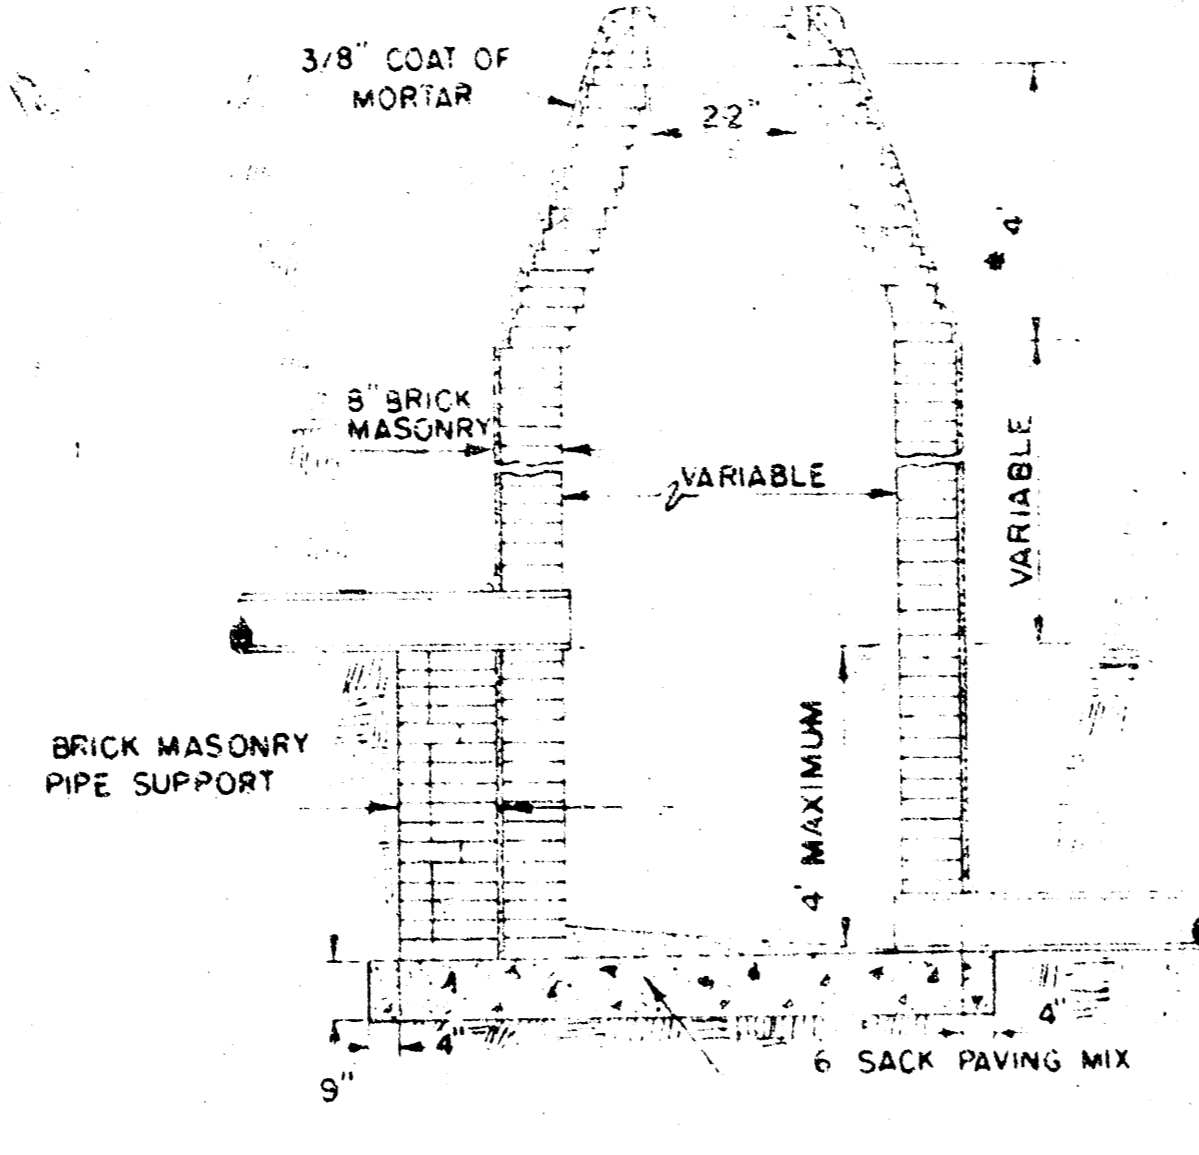 3/8" COAT OF
MORTAR
22"
4'
8" BRICK
MASONRY
VARIABLE
VARIABLE
BRICK MASONRY
PIPE SUPPORT
4' MAXIMUM
4"
4"
9"
6 SACK PAVING MIX